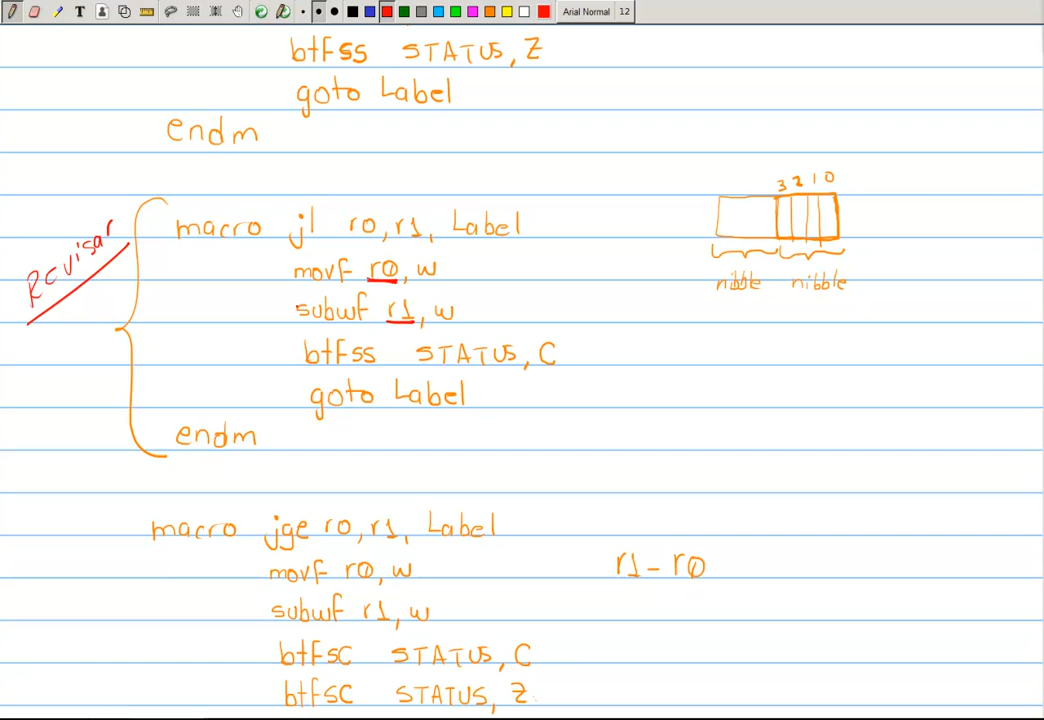 Arial Normal 12
btfss STATUS, Z
goto Label
endm
3 2 1 0
Revisar
macro jl r0, r1, Label
movf r0, w
nibble nibble
subwf r1, w
btfss STATUS, C
goto Label
endm
macro jge r0, r1, Label
r1 - r0
movf r0, w
subwf r1, w
btfsc STATUS, C
btfsc STATUS, Z